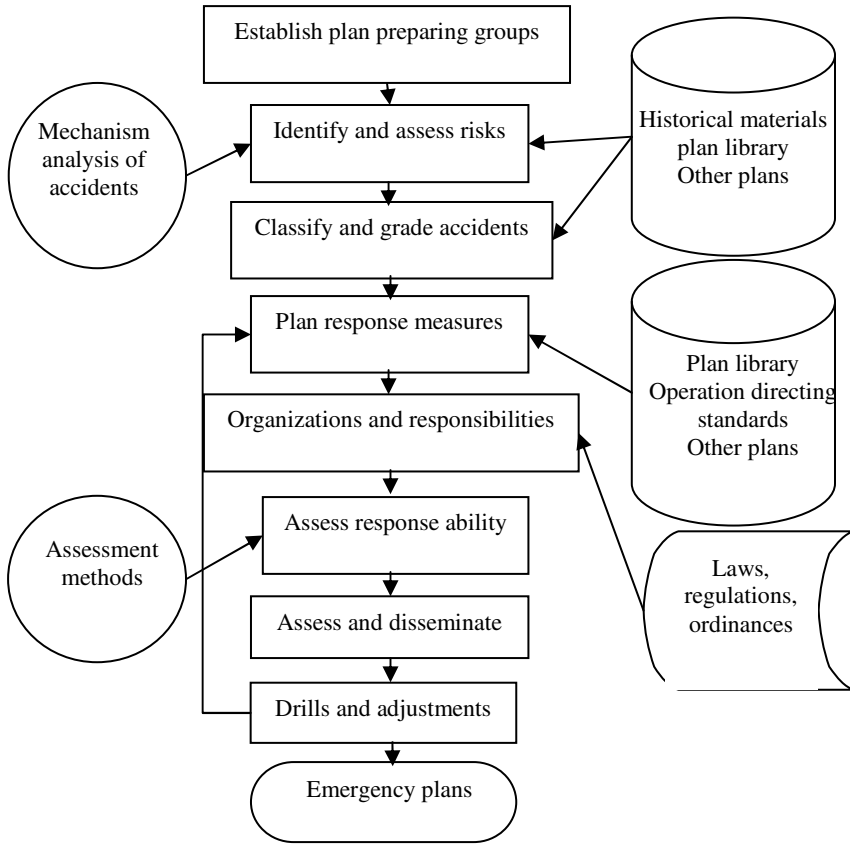 Establish plan preparing groups
Mechanism
analysis of
accidents
Identify and assess risks
Historical materials
plan library
Other plans
Classify and grade accidents
Plan response measures
Plan library
Operation directing
standards
Other plans
Organizations and responsibilities
Assessment
methods
Assess response ability
Laws,
regulations,
ordinances
Assess and disseminate
Drills and adjustments
Emergency plans